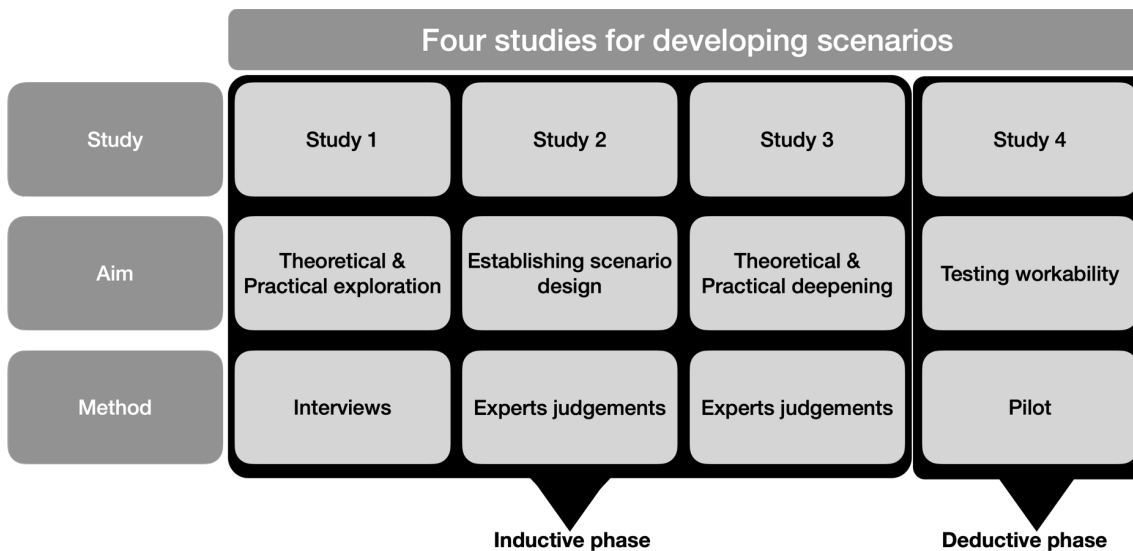 Four studies for developing scenarios
Study
Study 1
Study 2
Study 3
Study 4
Aim
Theoretical &
Practical exploration
Establishing scenario
design
Theoretical &
Practical deepening
Testing workability
Method
Interviews
Experts judgements
Experts judgements
Pilot
Inductive phase
Deductive phase